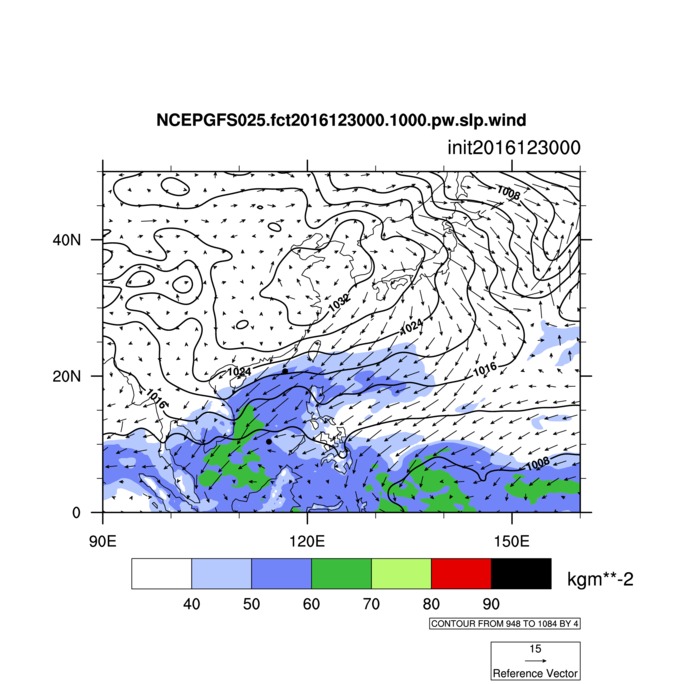 NCEPGFS025.fct2016123000.1000.pw.slp.wind
init2016123000
1008
40N
1032
1024
1024
1016
20N
1016
1008
0
90E 120E 150E
kgm**-2
40 50 60 70 80 90
CONTOUR FROM 948 TO 1084 BY 4
15
Reference Vector